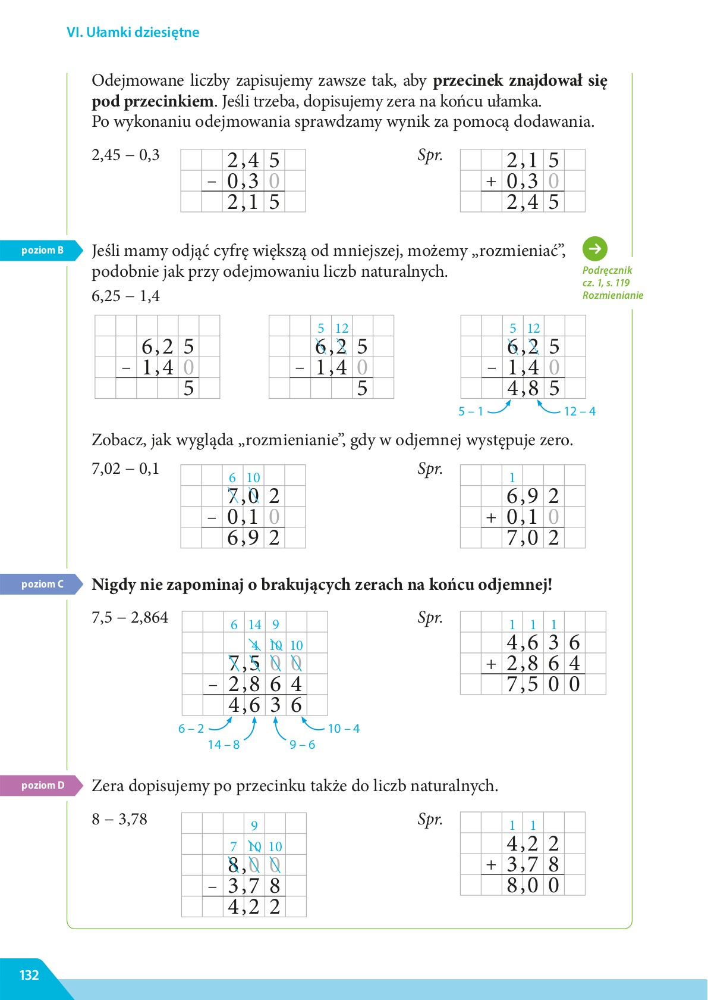 VI. Ułamki dziesiętne
Odejmowane liczby zapisujemy zawsze tak, aby przecinek znajdował się
pod przecinkiem. Jeśli trzeba, dopisujemy zera na końcu ułamka.
Po wykonaniu odejmowania sprawdzamy wynik za pomocą dodawania.
2,45 – 0,3
2,4 5
– 0,3 0
2,1 5
Spr.
2,1 5
+ 0,3 0
2,4 5
poziom B
Jeśli mamy odjąć cyfrę większą od mniejszej, możemy „rozmieniać”,
podobnie jak przy odejmowaniu liczb naturalnych.
Podręcznik
cz. 1, s. 119
Rozmienianie
6,25 – 1,4
6,2 5
– 1,4 0
5
5 12
6,2 5
– 1,4 0
5
5 12
6,2 5
– 1,4 0
4,8 5
5 – 1
12 – 4
Zobacz, jak wygląda „rozmienianie”, gdy w odjemnej występuje zero.
7,02 – 0,1
6 10
7,0 2
– 0,1 0
6,9 2
Spr.
1
6,9 2
+ 0,1 0
7,0 2
poziom C
Nigdy nie zapominaj o brakujących zerach na końcu odjemnej!
7,5 – 2,864
6 14 9
4 10 10
7,5 0 0
– 2,8 6 4
4,6 3 6
6 – 2
10 – 4
14 – 8
9 – 6
Spr.
1 1 1
4,6 3 6
+ 2,8 6 4
7,5 0 0
poziom D
Zera dopisujemy po przecinku także do liczb naturalnych.
8 – 3,78
9
7 10 10
8,0 0
– 3,7 8
4,2 2
Spr.
1 1
4,2 2
+ 3,7 8
8,0 0
132